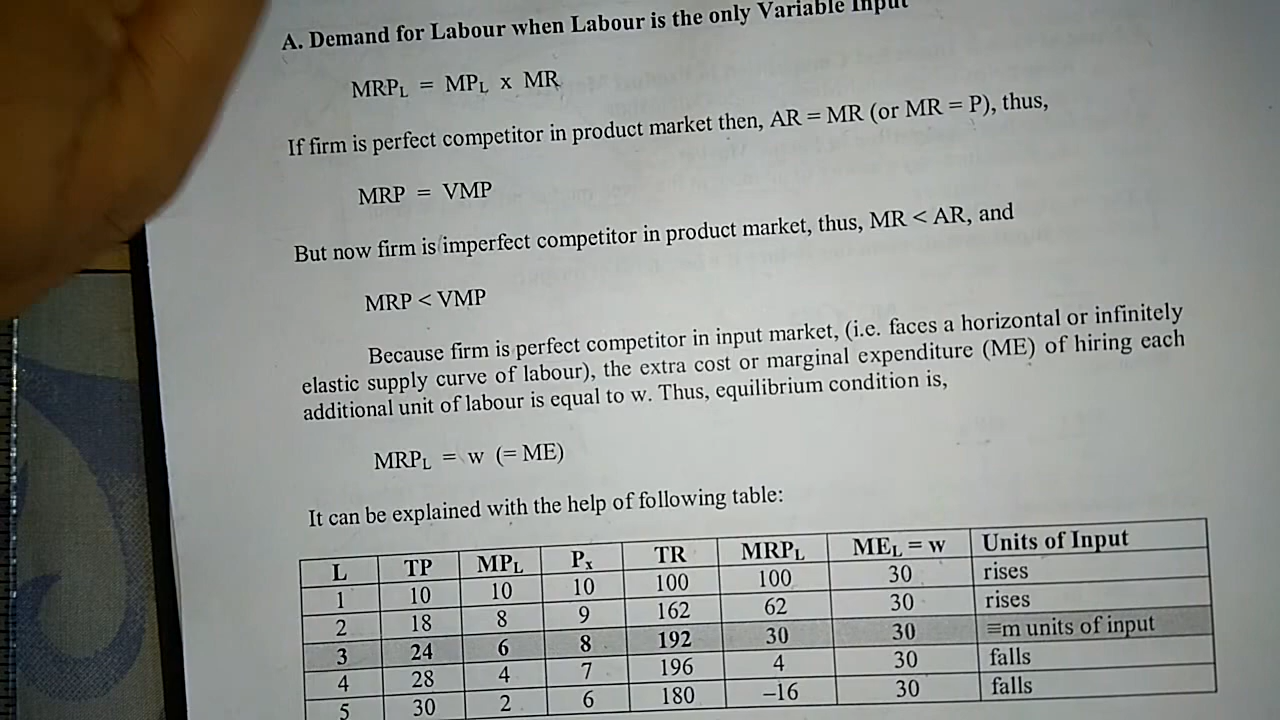 A. Demand for Labour when Labour is the only Variable Input
MRPL = MPL x MR
If firm is perfect competitor in product market then, AR = MR (or MR = P), thus,
MRP = VMP
But now firm is imperfect competitor in product market, thus, MR < AR, and
MRP < VMP
Because firm is perfect competitor in input market, (i.e. faces a horizontal or infinitely
elastic supply curve of labour), the extra cost or marginal expenditure (ME) of hiring each
additional unit of labour is equal to w. Thus, equilibrium condition is,
MRPL = w (= ME)
It can be explained with the help of following table:
L TP MPL Px TR MRPL MEL = w Units of Input
1 10 10 10 100 100 30 rises
2 18 8 9 162 62 30 rises
3 24 6 8 192 30 30 ≡m units of input
4 28 4 7 196 4 30 falls
5 30 2 6 180 –16 30 falls